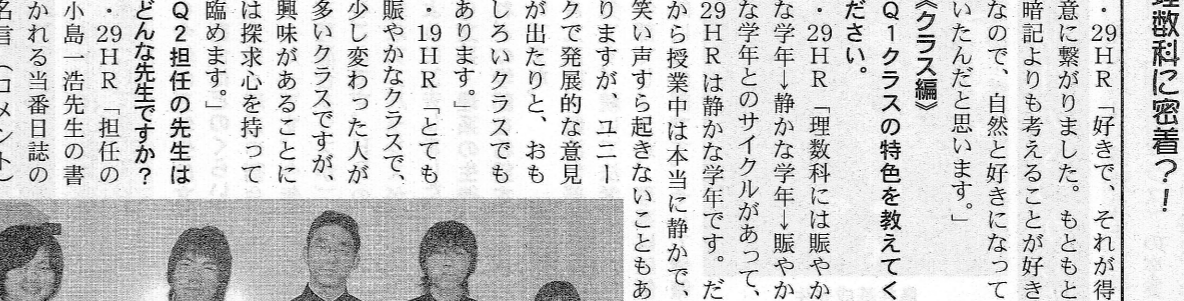 理数科に密着?!
・29HR「好きで、それが得
意に繋がりました。もともと
暗記よりも考えることが好き
なので、自然と好きになって
いたんだと思います。」
《クラス編》
Q1クラスの特色を教えてく
ださい。
・29HR「理数科には賑やか
な学年→静かな学年→賑やか
な学年とのサイクルがあって、
29HRは静かな学年です。だ
から授業中は本当に静かで、
笑い声すら起きないこともあ
りますが、ユニー
クで発展的な意見
が出たりと、おも
しろいクラスでも
あります。」
・19HR「とても
賑やかなクラスで、
少し変わった人が
多いクラスですが、
興味があることに
は探求心を持って
臨めます。」
Q2担任の先生は
どんな先生ですか?
・29HR「担任の
小島一浩先生の書
かれる当番日誌の
名言(コメント